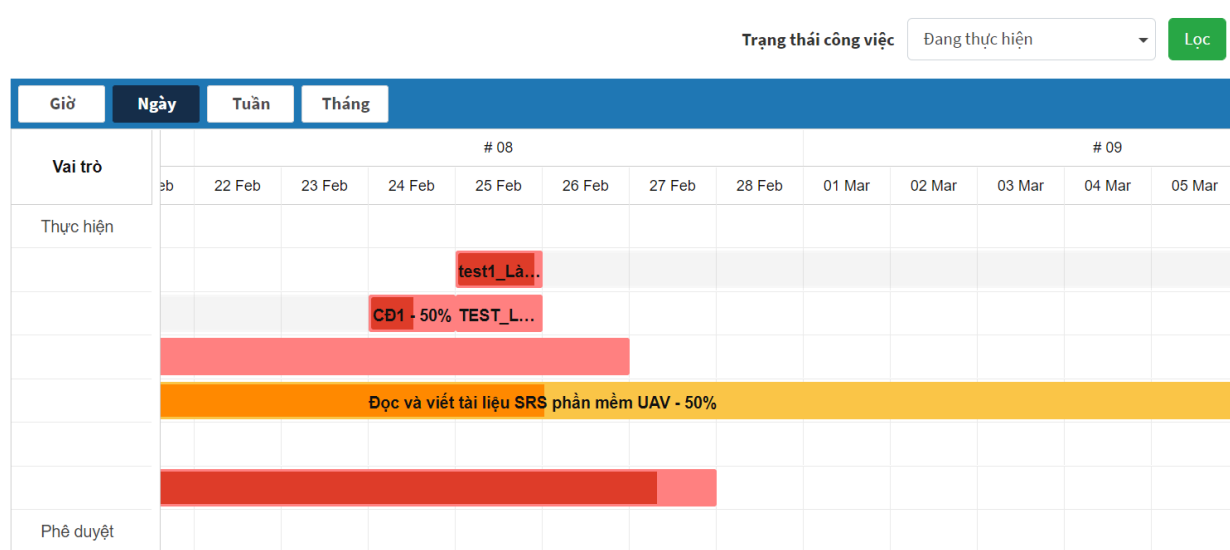 Trạng thái công việc Đang thực hiện Lọc
Giờ Ngày Tuần Tháng
Vai trò
# 08 # 09
eb 22 Feb 23 Feb 24 Feb 25 Feb 26 Feb 27 Feb 28 Feb 01 Mar 02 Mar 03 Mar 04 Mar 05 Mar
Thực hiện
test1_Là...
CĐ1 - 50% TEST_L...
Đọc và viết tài liệu SRS phần mềm UAV - 50%
Phê duyệt